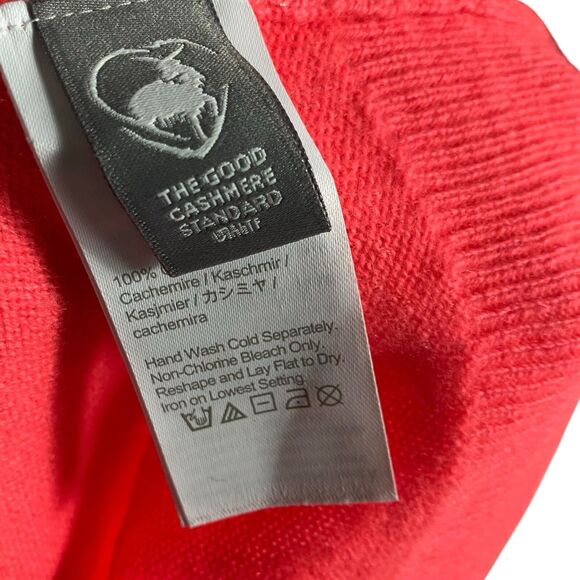 THE GOOD
CASHMERE
STANDARD
100%
Cachemire / Kaschmir /
Kasjmier / カシミヤ /
cachemira
Hand Wash Cold Separately.
Non-Chlorine Bleach Only.
Reshape and Lay Flat to Dry.
Iron on Lowest Setting.